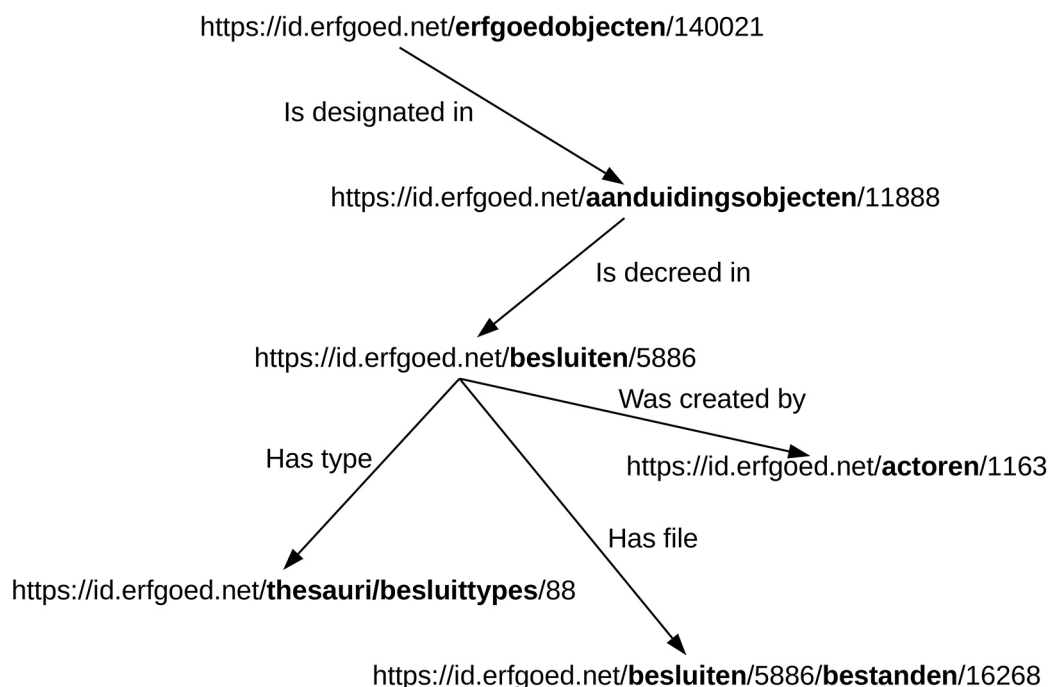 https://id.erfgoed.net/erfgoedobjecten/140021
Is designated in
https://id.erfgoed.net/aanduidingsobjecten/11888
Is decreed in
https://id.erfgoed.net/besluiten/5886
Was created by
Has type
https://id.erfgoed.net/actoren/1163
Has file
https://id.erfgoed.net/thesauri/besluittypes/88
https://id.erfgoed.net/besluiten/5886/bestanden/16268